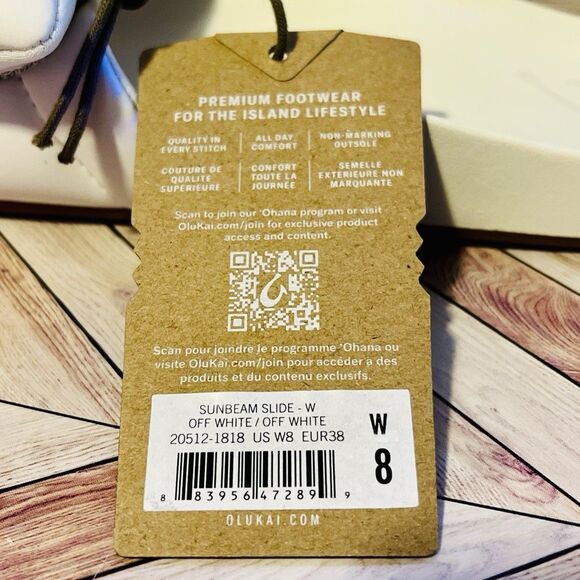 PREMIUM FOOTWEAR
FOR THE ISLAND LIFESTYLE
QUALITY IN
EVERY STITCH
ALL DAY
COMFORT
NON-MARKING
OUTSOLE
COUTURE DE
QUALITE
SUPERIEURE
CONFORT
TOUTE LA
JOURNÉE
SEMELLE
EXTERIEURE NON
MARQUANTE
Scan to join our 'Ohana program or visit
OluKai.com/join for exclusive product
access and content.
Scan pour joindre le programme 'Ohana ou
visite OluKai.com/join pour accéder à des
produits et du contenu exclusifs.
SUNBEAM SLIDE - W
OFF WHITE / OFF WHITE
20512-1818 US W8 EUR38
W
8
8 83956 47289 9
OLUKAI.COM